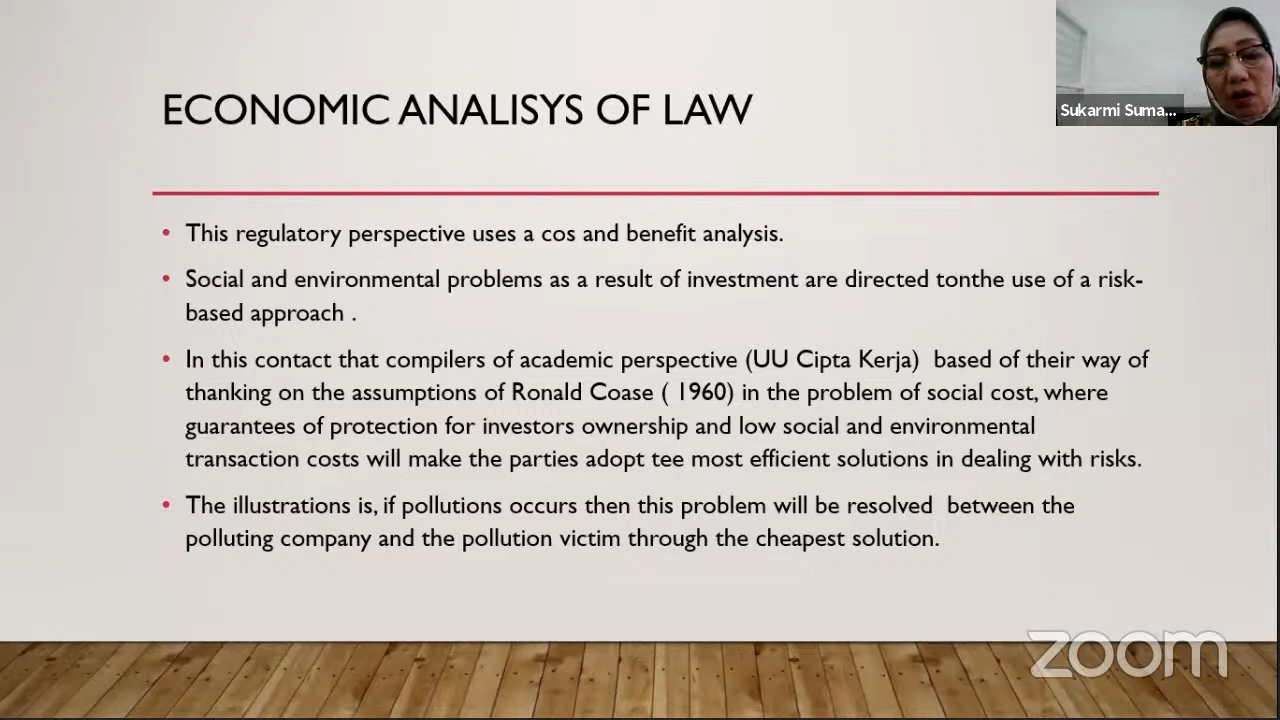 ECONOMIC ANALISYS OF LAW
Sukarmi Suma...
• This regulatory perspective uses a cos and benefit analysis.
• Social and environmental problems as a result of investment are directed tonthe use of a risk-
based approach .
• In this contact that compilers of academic perspective (UU Cipta Kerja) based of their way of
thanking on the assumptions of Ronald Coase ( 1960) in the problem of social cost, where
guarantees of protection for investors ownership and low social and environmental
transaction costs will make the parties adopt tee most efficient solutions in dealing with risks.
• The illustrations is, if pollutions occurs then this problem will be resolved between the
polluting company and the pollution victim through the cheapest solution.
zoom